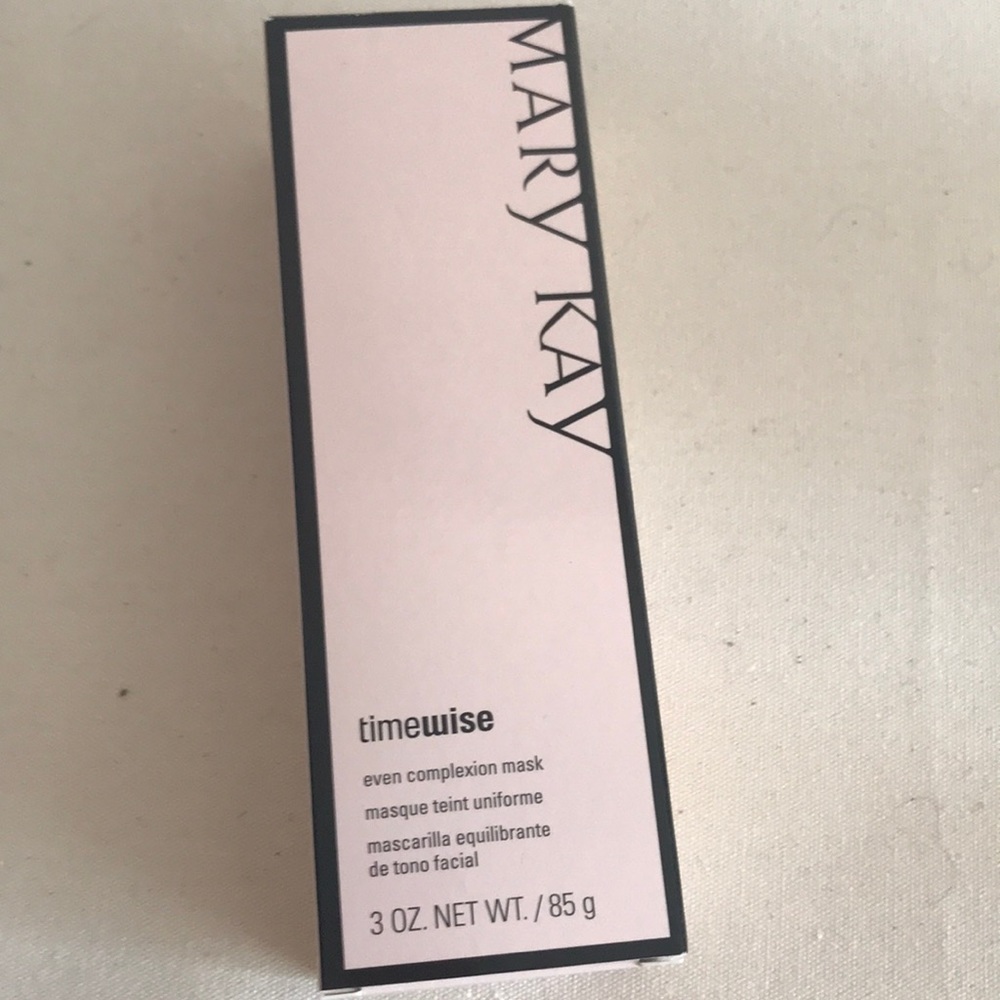 MARY KAY
timewise
even complexion mask
masque teint uniforme
mascarilla equilibrante
de tono facial
3 OZ. NET WT. / 85 g